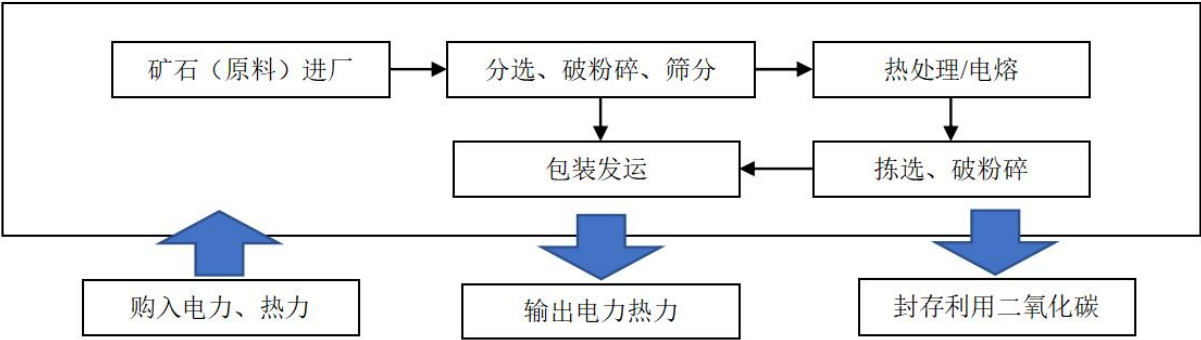 矿石（原料）进厂
分选、破粉碎、筛分
热处理/电熔
包装发运
拣选、破粉碎
购入电力、热力
输出电力热力
封存利用二氧化碳